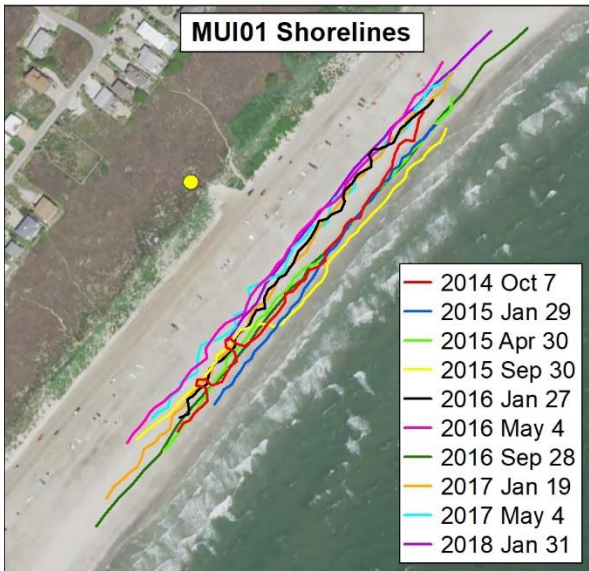 MUI01 Shorelines
2014 Oct 7
2015 Jan 29
2015 Apr 30
2015 Sep 30
2016 Jan 27
2016 May 4
2016 Sep 28
2017 Jan 19
2017 May 4
2018 Jan 31